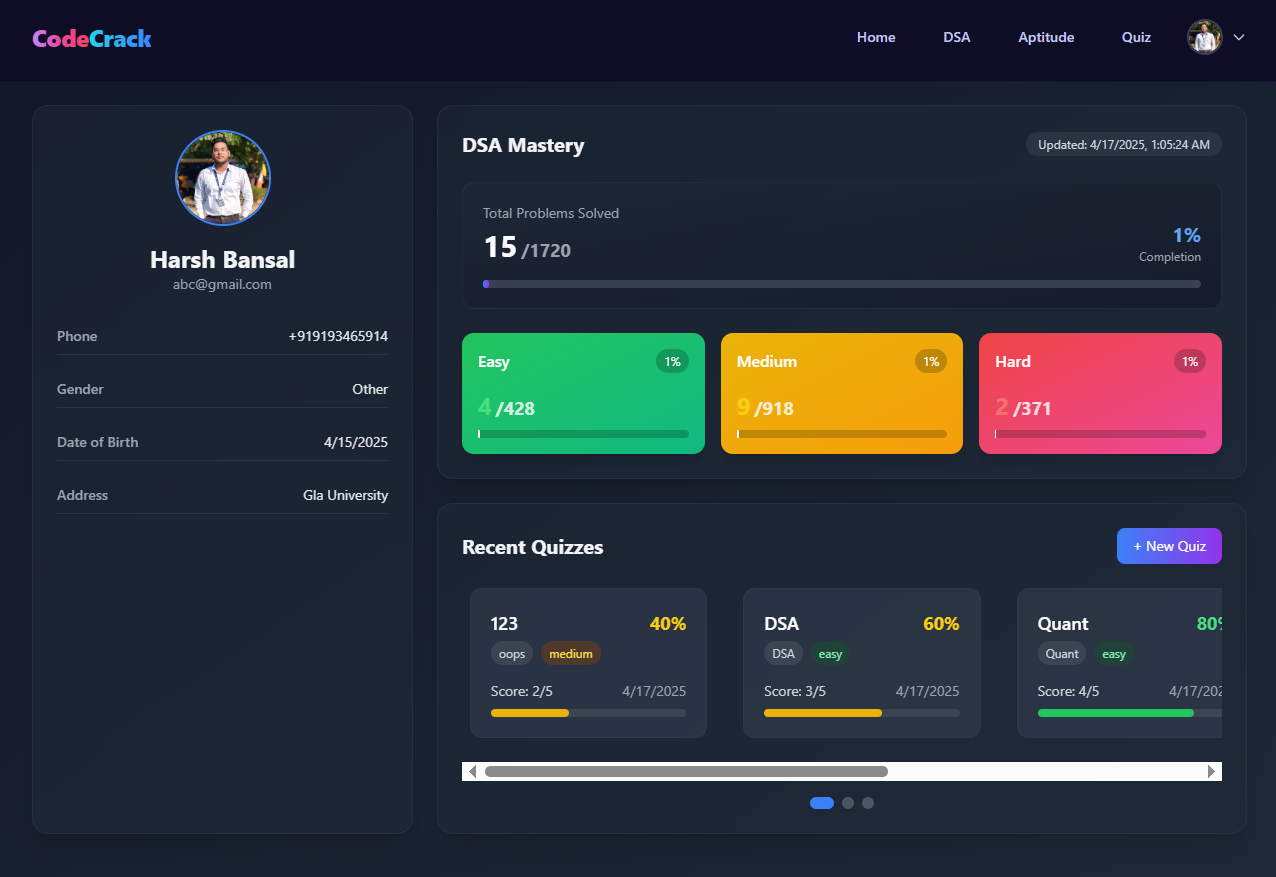 CodeCrack
Home DSA Aptitude Quiz
Harsh Bansal
abc@gmail.com
Phone +919193465914
Gender Other
Date of Birth 4/15/2025
Address Gla University
DSA Mastery
Updated: 4/17/2025, 1:05:24 AM
Total Problems Solved
15 /1720
1%
Completion
Easy 1%
4 /428
Medium 1%
9 /918
Hard 1%
2 /371
Recent Quizzes
+ New Quiz
123 40%
oops medium
Score: 2/5 4/17/2025
DSA 60%
DSA easy
Score: 3/5 4/17/2025
Quant 80%
Quant easy
Score: 4/5 4/17/202